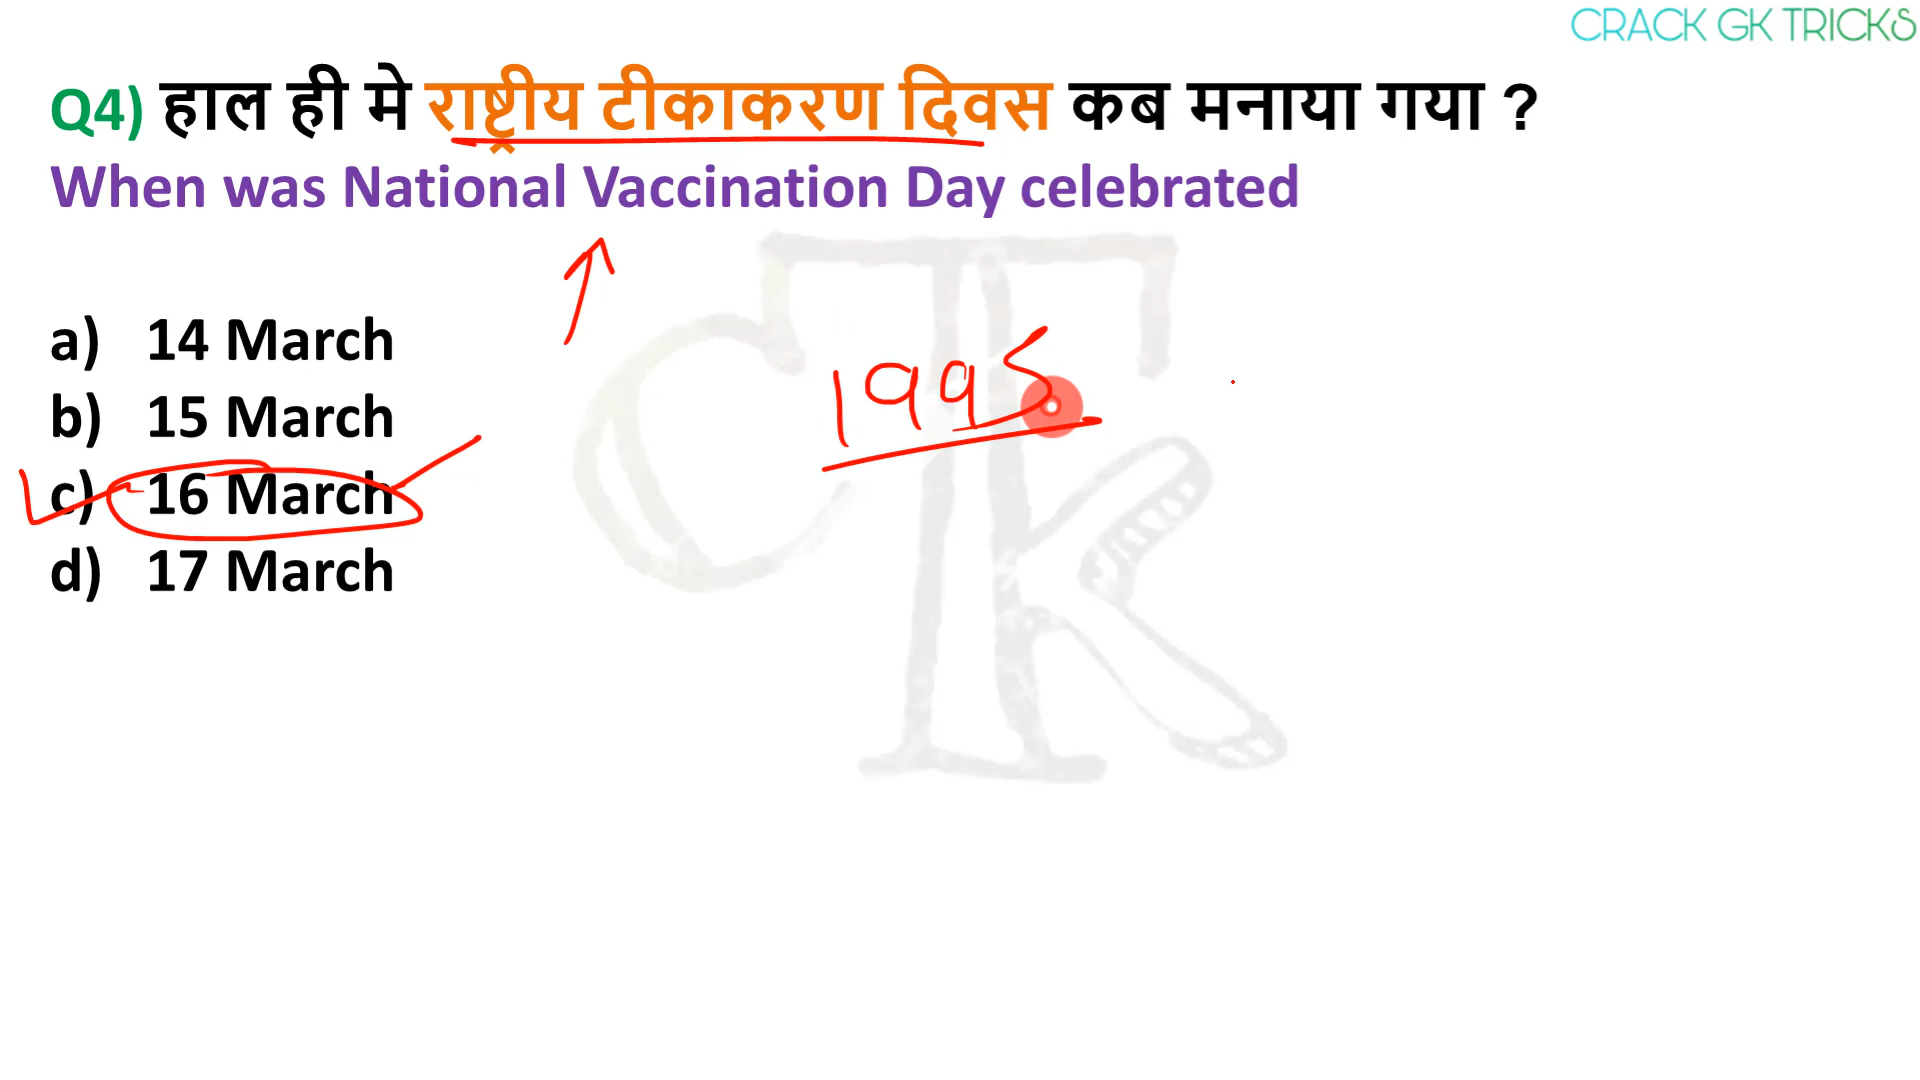 CRACK GK TRICKS
Q4) हाल ही मे राष्ट्रीय टीकाकरण दिवस कब मनाया गया ?
When was National Vaccination Day celebrated
a) 14 March
1995
b) 15 March
c) 16 March
d) 17 March